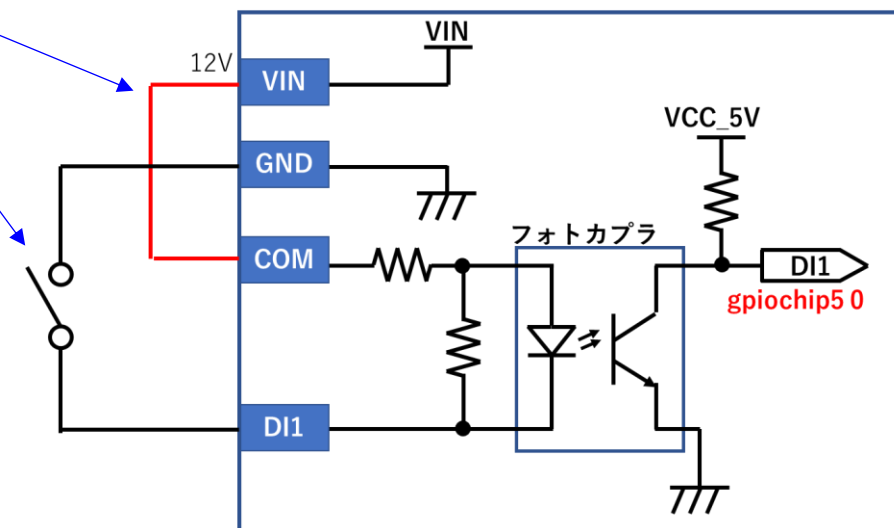 VIN
12V
VIN
VCC_5V
GND
フォトカプラ
COM
DI1
gpiochip5 0
DI1